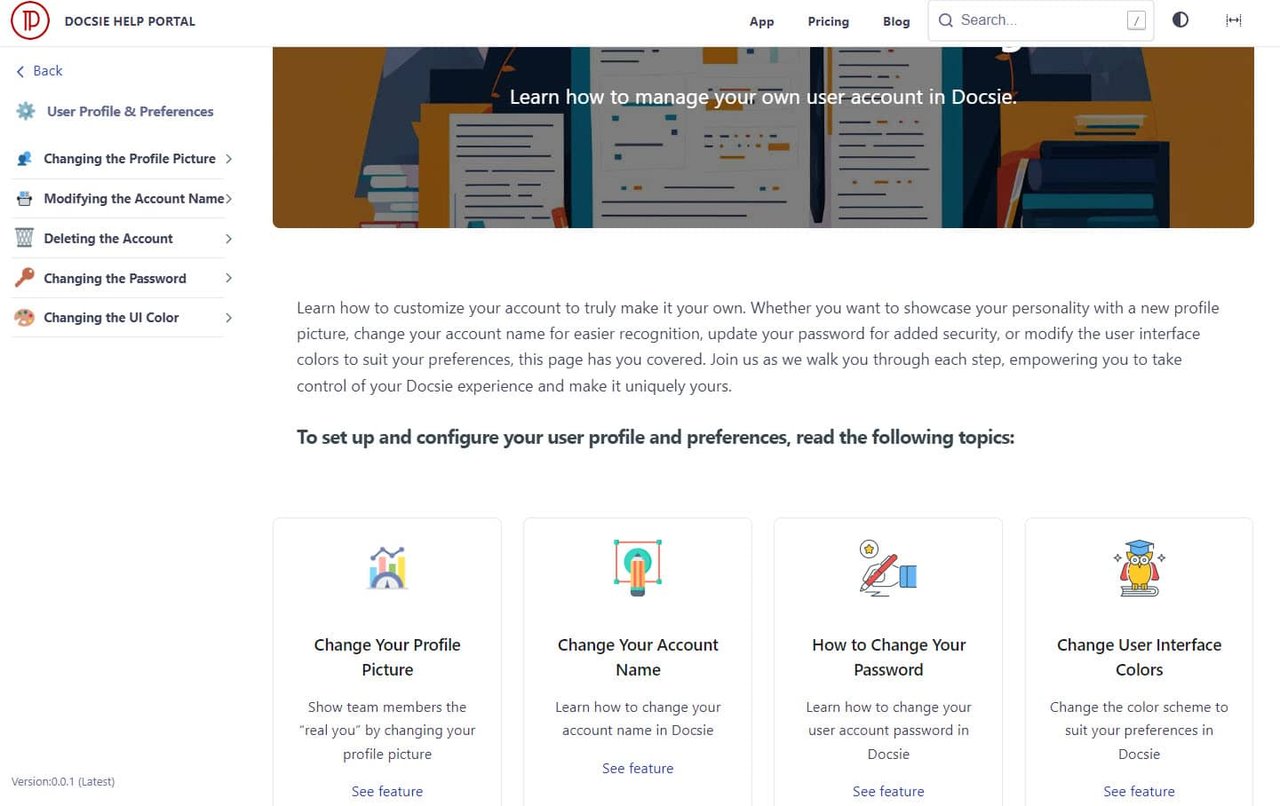 DOCSIE HELP PORTAL
App
Pricing
Blog
Search...
/
Back
User Profile & Preferences
Changing the Profile Picture
Modifying the Account Name
Deleting the Account
Changing the Password
Changing the UI Color
Learn how to manage your own user account in Docsie.
Learn how to customize your account to truly make it your own. Whether you want to showcase your personality with a new profile
picture, change your account name for easier recognition, update your password for added security, or modify the user interface
colors to suit your preferences, this page has you covered. Join us as we walk you through each step, empowering you to take
control of your Docsie experience and make it uniquely yours.
To set up and configure your user profile and preferences, read the following topics:
Change Your Profile
Picture
Show team members the
“real you” by changing your
profile picture
See feature
Change Your Account
Name
Learn how to change your
account name in Docsie
See feature
How to Change Your
Password
Learn how to change your
user account password in
Docsie
See feature
Change User Interface
Colors
Change the color scheme to
suit your preferences in
Docsie
See feature
Version:0.0.1 (Latest)